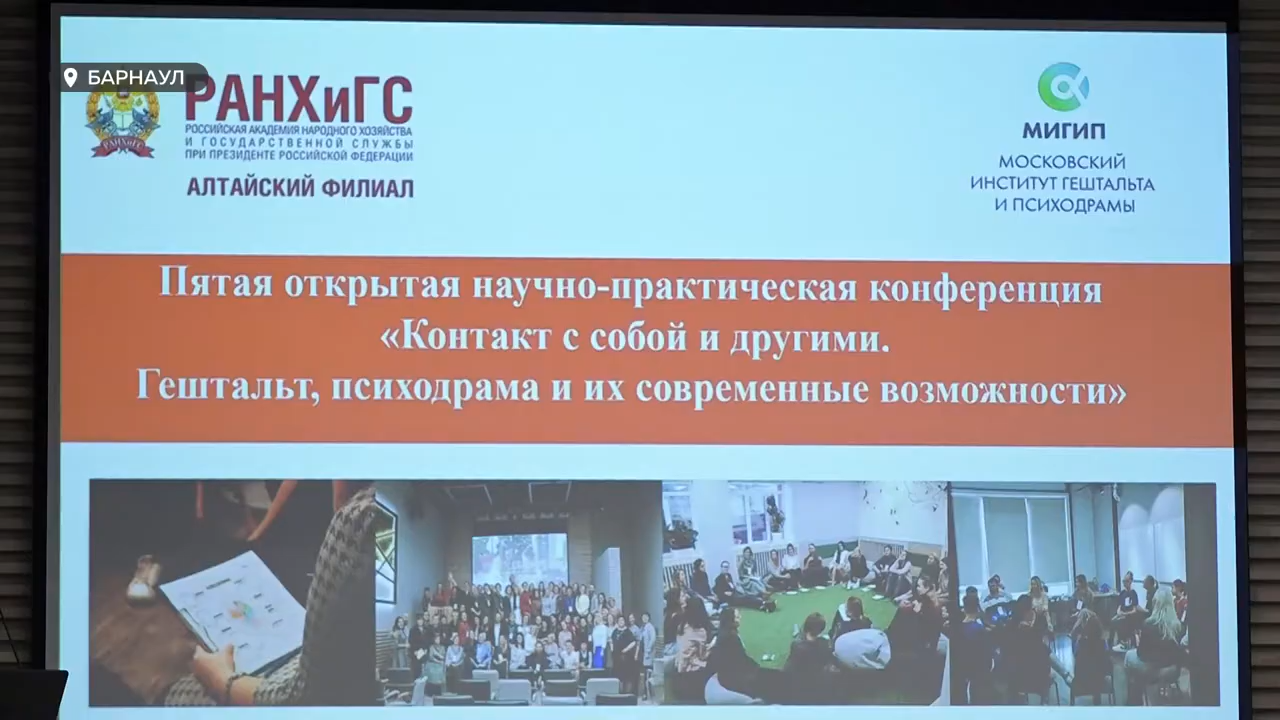 БАРНАУЛ
РАНХиГС
РОССИЙСКАЯ АКАДЕМИЯ НАРОДНОГО ХОЗЯЙСТВА
И ГОСУДАРСТВЕННОЙ СЛУЖБЫ
ПРИ ПРЕЗИДЕНТЕ РОССИЙСКОЙ ФЕДЕРАЦИИ
АЛТАЙСКИЙ ФИЛИАЛ
РАНХиГС
МИГИП
МОСКОВСКИЙ
ИНСТИТУТ ГЕШТАЛЬТА
И ПСИХОДРАМЫ
Пятая открытая научно-практическая конференция
«Контакт с собой и другими.
Гештальт, психодрама и их современные возможности»